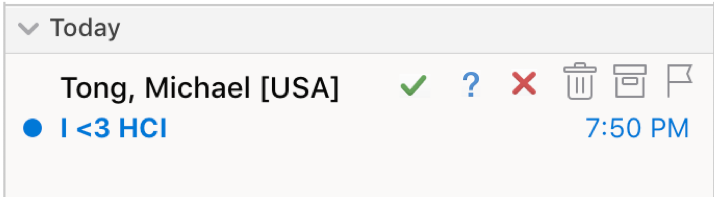 Today
Tong, Michael [USA] ?
I <3 HCI 7:50 PM